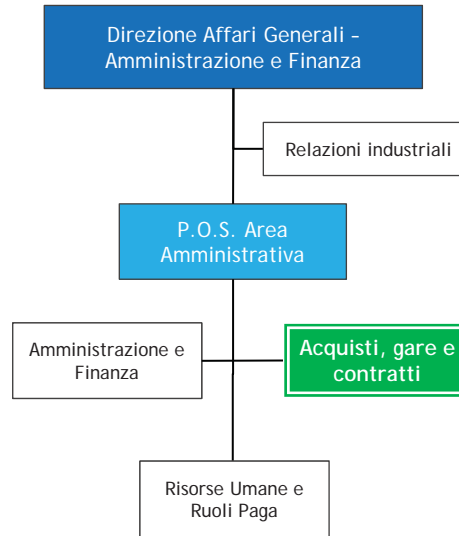 Direzione Affari Generali –
Amministrazione e Finanza
Relazioni industriali
P.O.S. Area
Amministrativa
Amministrazione e
Finanza
Acquisti, gare e
contratti
Risorse Umane e
Ruoli Paga